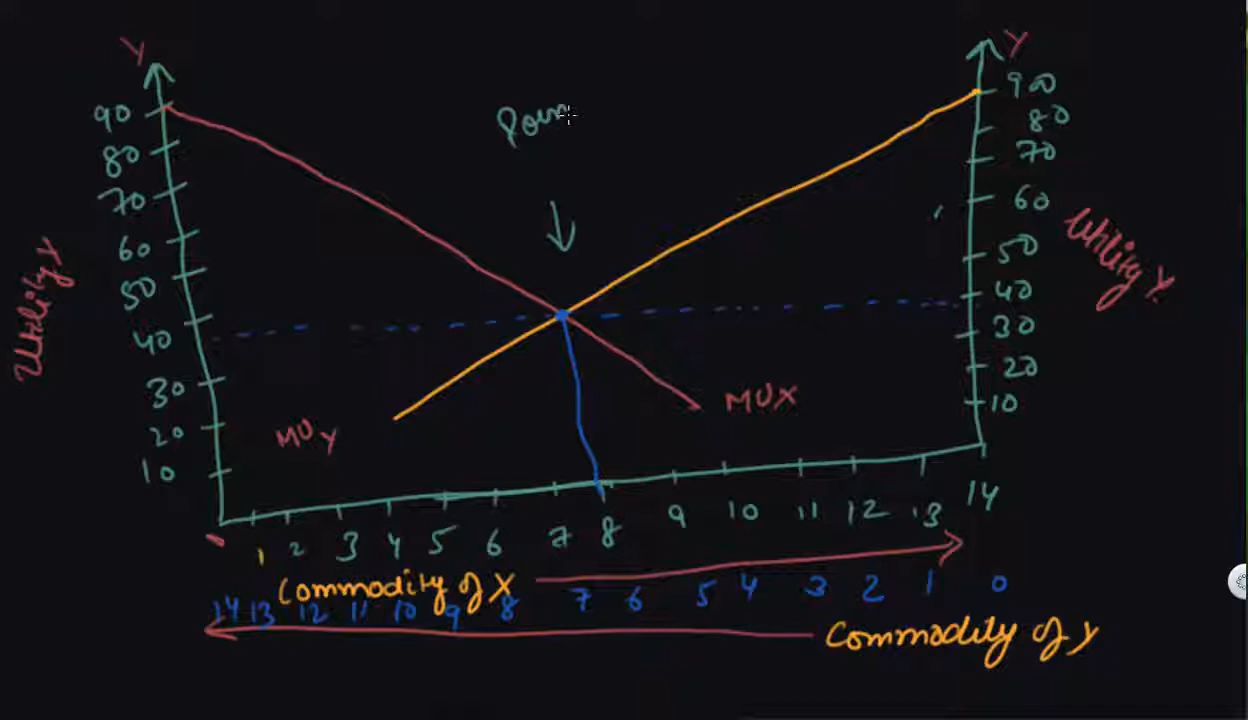 Y
Y
90
80
70
60
50
40
30
20
10
90
80
70
60
50
40
30
20
10
Utility X
Utility Y
MUY
MUX
1 2 3 4 5 6 7 8 9 10 11 12 13 14
Commodity of X
14 13 12 11 10 9 8 7 6 5 4 3 2 1 0
Commodity of Y